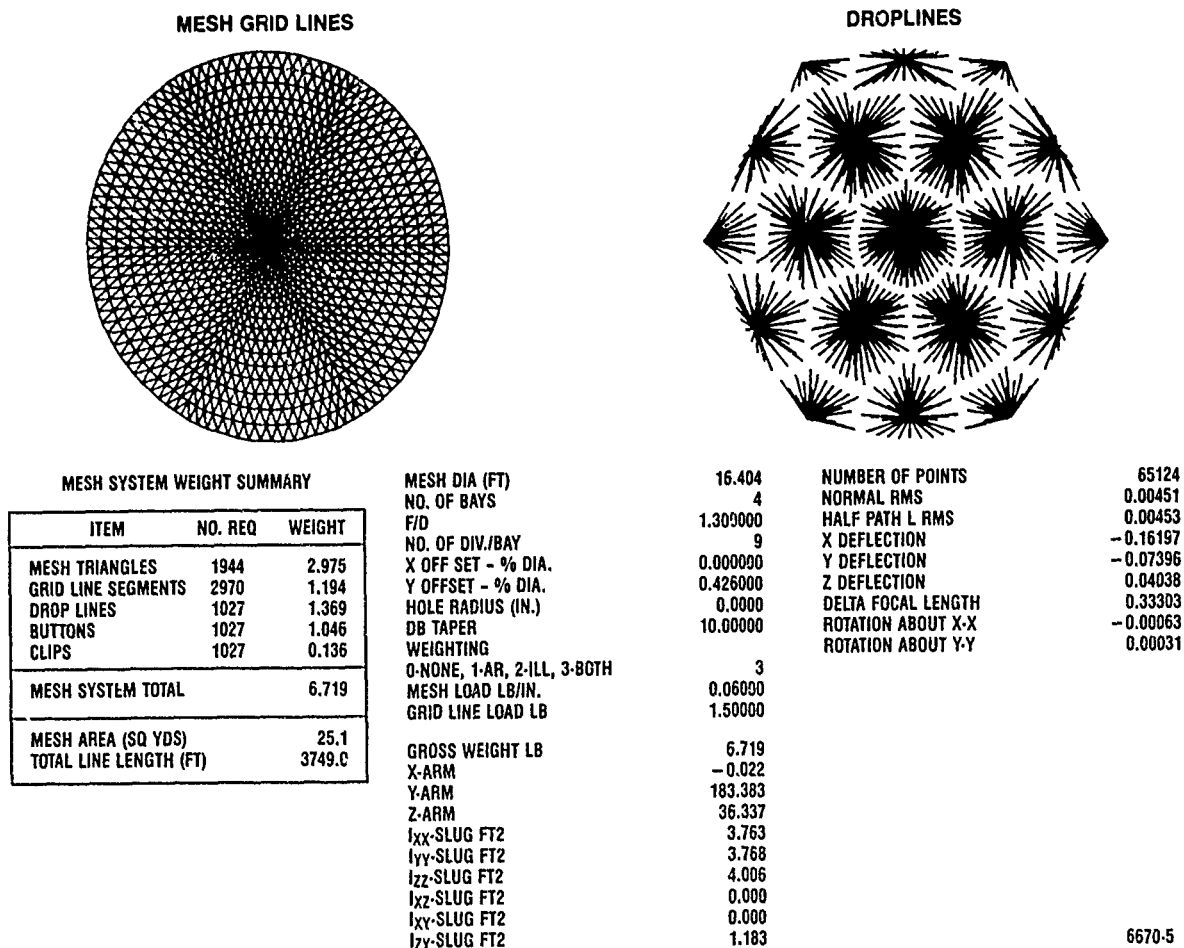 MESH GRID LINES
DROPLINES
MESH SYSTEM WEIGHT SUMMARY
ITEM NO. REQ WEIGHT
MESH TRIANGLES 1944 2.975
GRID LINE SEGMENTS 2970 1.194
DROP LINES 1027 1.369
BUTTONS 1027 1.046
CLIPS 1027 0.136
MESH SYSTEM TOTAL 6.719
MESH AREA (SQ YDS) 25.1
TOTAL LINE LENGTH (FT) 3749.0
MESH DIA (FT) 16.404
NO. OF BAYS 4
F/D 1.300000
NO. OF DIV./BAY 9
X OFF SET - % DIA. 0.000000
Y OFFSET - % DIA. 0.426000
HOLE RADIUS (IN.) 0.0000
DB TAPER 10.00000
WEIGHTING
0-NONE, 1-AR, 2-ILL, 3-BOTH 3
MESH LOAD LB/IN. 0.06000
GRID LINE LOAD LB 1.50000
GROSS WEIGHT LB 6.719
X-ARM -0.022
Y-ARM 183.383
Z-ARM 36.337
IXX-SLUG FT2 3.763
IYY-SLUG FT2 3.768
IZZ-SLUG FT2 4.006
IXZ-SLUG FT2 0.000
IXY-SLUG FT2 0.000
IZY-SLUG FT2 1.183
NUMBER OF POINTS 65124
NORMAL RMS 0.00451
HALF PATH L RMS 0.00453
X DEFLECTION -0.16197
Y DEFLECTION -0.07396
Z DEFLECTION 0.04038
DELTA FOCAL LENGTH 0.33303
ROTATION ABOUT X-X -0.00063
ROTATION ABOUT Y-Y 0.00031
6670-5